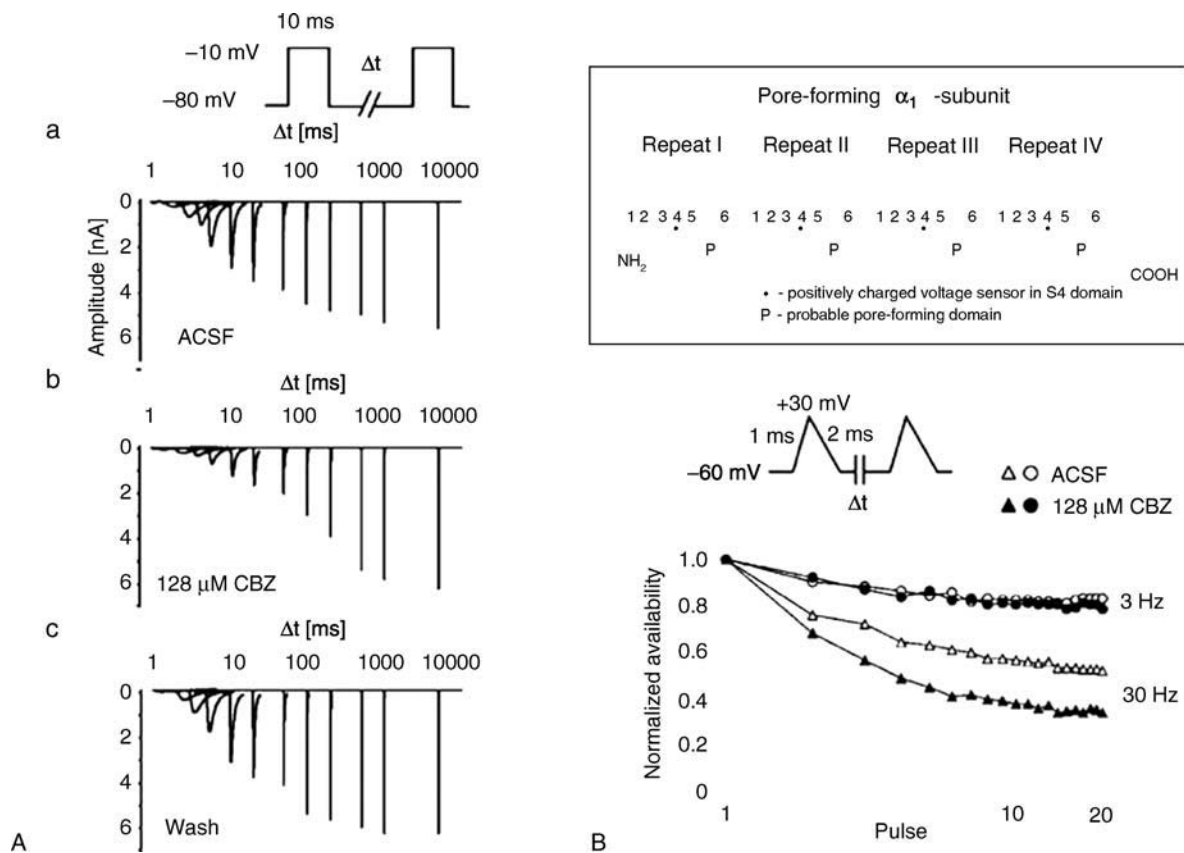 10 ms
−10 mV
Δt
−80 mV
a
Δt [ms]
1 10 100 1000 10000
0
2
4
6
Amplitude [nA]
ACSF
b
Δt [ms]
1 10 100 1000 10000
0
2
4
6
128 μM CBZ
c
Δt [ms]
1 10 100 1000 10000
0
2
4
6
Wash
A
Pore-forming α1 -subunit
Repeat I Repeat II Repeat III Repeat IV
1 2 3 4 5 6 1 2 3 4 5 6 1 2 3 4 5 6 1 2 3 4 5 6
P P P P
NH2
COOH
• - positively charged voltage sensor in S4 domain
P - probable pore-forming domain
+30 mV
1 ms 2 ms
−60 mV
Δt
ACSF
128 μM CBZ
Normalized availability
1.0
0.8
0.6
0.4
0.2
0
3 Hz
30 Hz
1 10 20
Pulse
B